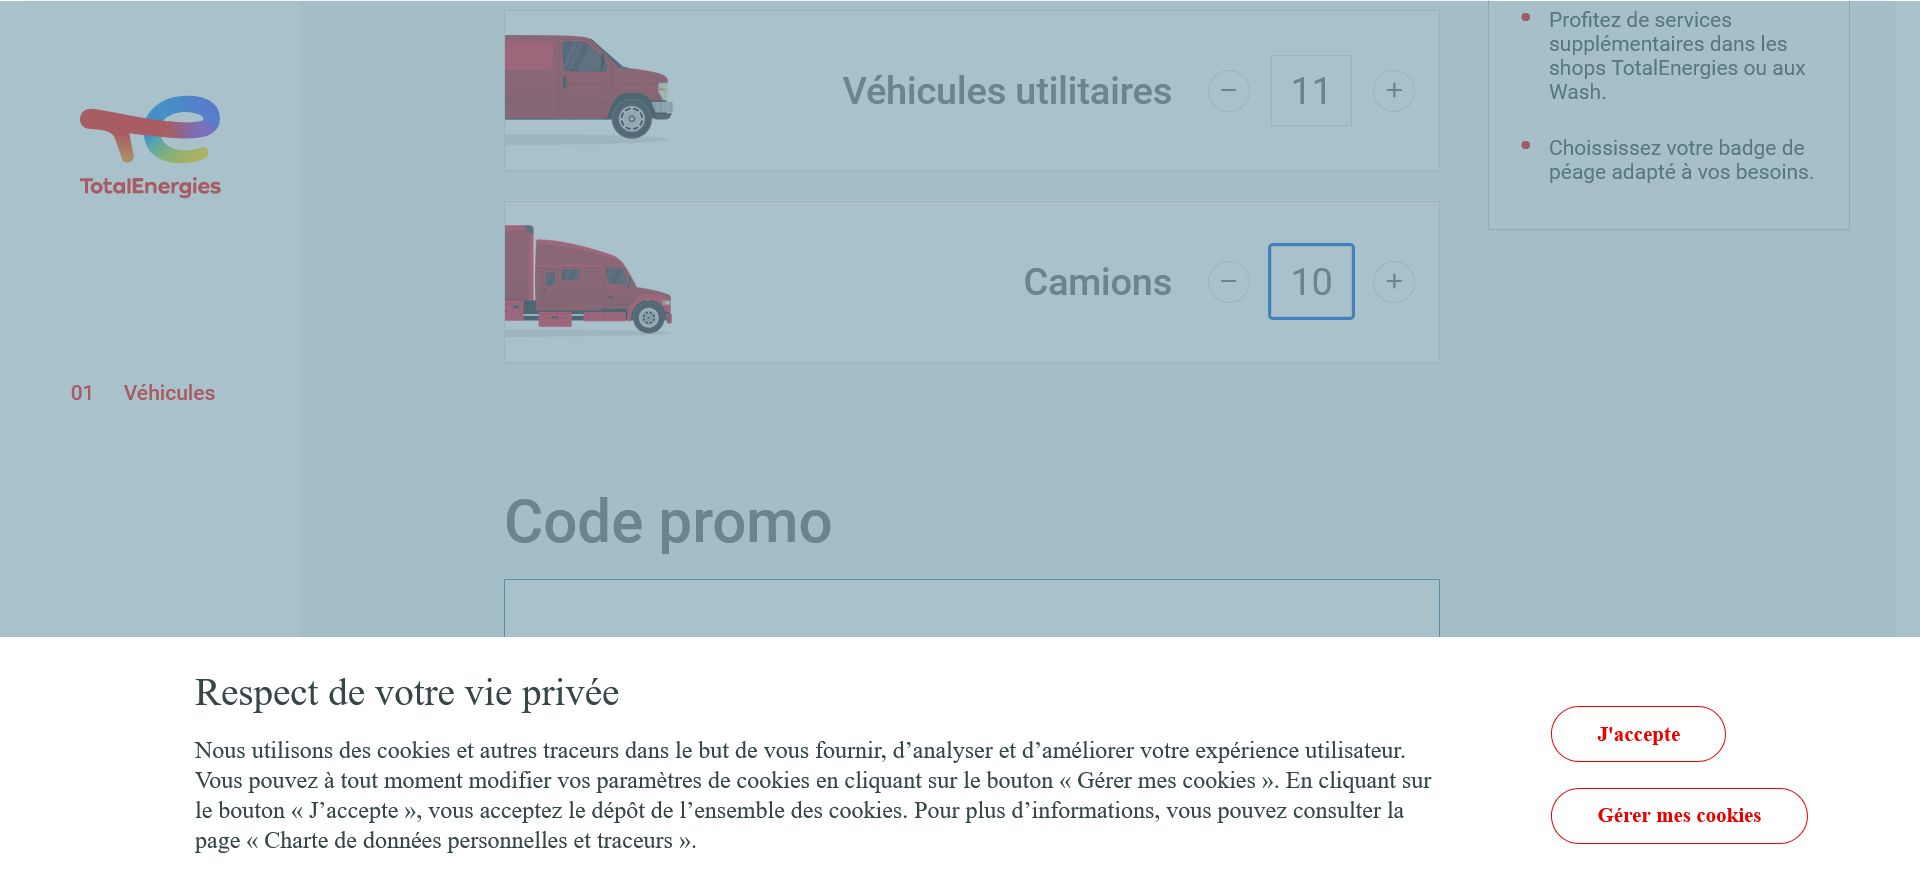 TotalEnergies
01 Véhicules
Véhicules utilitaires
−
11
+
Camions
−
10
+
Code promo
Profitez de services
supplémentaires dans les
shops TotalEnergies ou aux
Wash.
Choississez votre badge de
péage adapté à vos besoins.
Respect de votre vie privée
Nous utilisons des cookies et autres traceurs dans le but de vous fournir, d’analyser et d’améliorer votre expérience utilisateur.
Vous pouvez à tout moment modifier vos paramètres de cookies en cliquant sur le bouton « Gérer mes cookies ». En cliquant sur
le bouton « J’accepte », vous acceptez le dépôt de l’ensemble des cookies. Pour plus d’informations, vous pouvez consulter la
page « Charte de données personnelles et traceurs ».
J'accepte
Gérer mes cookies